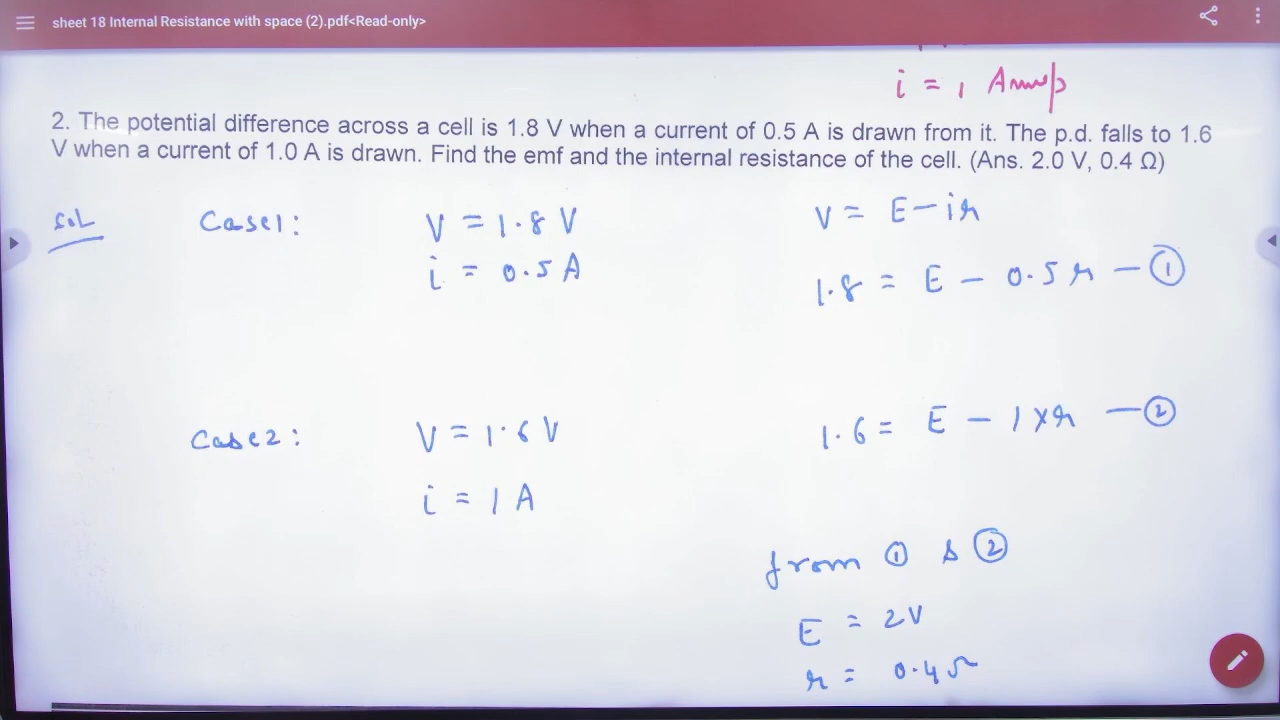 sheet 18 Internal Resistance with space (2).pdf<Read-only>
i = 1 Amp
2. The potential difference across a cell is 1.8 V when a current of 0.5 A is drawn from it. The p.d. falls to 1.6
V when a current of 1.0 A is drawn. Find the emf and the internal resistance of the cell. (Ans. 2.0 V, 0.4 Ω)
Sol
Case1:
V = 1.8 V
i = 0.5 A
V = E - ir
1.8 = E - 0.5 r - ①
Case2:
V = 1.6 V
i = 1 A
1.6 = E - 1 × r - ②
from ① & ②
E = 2V
r = 0.4 Ω